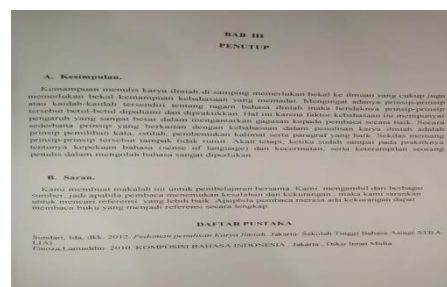 BAB III
PENUTUP
A. Kesimpulan.
Kemampuan menulis karya ilmiah di samping memerlukan bekal ke ilmuan yang cukup juga
memerlukan bekal kemampuan kebahasaan yang memadai. Mengingat adanya prinsip-prinsip
atau kaidah-kaidah tersendiri tentang ragam bahasa ilmiah maka hendaknya prinsip-prinsip
tersebut betul-betul dipahami dan dipraktikkan. Hal ini karena faktor kebahasaan ini mempunyai
pengaruh yang sangat besar dalam mengantarkan gagasan kepada pembaca secara baik. Secara
sederhana prinsip yang berkaitan dengan kebahasaan dalam penulisan karya ilmiah adalah
prinsip pemilihan kata, istilah, pembentukan kalimat serta paragraf yang baik. Sekilas memang
prinsip-prinsip tersebut tampak tidak rumit. Akan tetapi, ketika sudah sampai pada praktiknya
tentunya kepekaan bahasa (sense of language) dan kecermatan, serta keterampilan seorang
penulis dalam mengolah bahasa sangat diperlukan.
B. Saran.
Kami membuat makalah ini untuk pembelajaran bersama. Kami mengambil dari berbagai
sumber, jadi apabila pembaca menemukan kesalahan dan kekurangan , maka kami sarankan
untuk mencari referensi yang lebih baik. Apapbila pembaca merasa ada kekurangan dapat
membaca buku yang menjadi referensi secara lengkap.
DAFTAR PUSTAKA
Sundari, Ida, dkk. 2012. Pedoman penulisan Karya Ilmiah. Jakarta: Sekolah Tinggi Bahasa Asing( STBA
LIA)
Finoza,Lamuddin. 2010. KOMPOSISI BAHASA INDONESIA . Jakarta : Diksi Insan Mulia